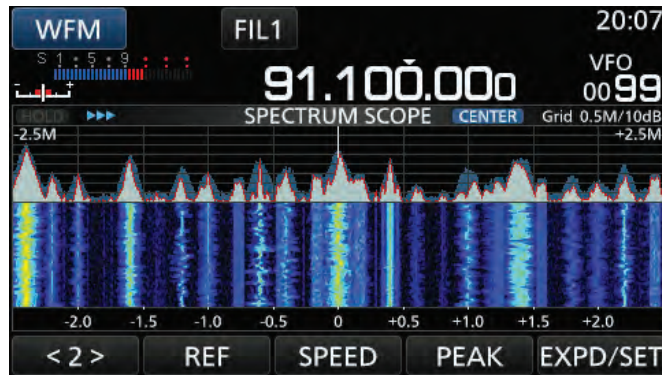 WFM FIL1 20:07
S 1 • 5 • 9
91.100.000 VFO
00 99
- +
HOLD SPECTRUM SCOPE CENTER Grid 0.5M/10dB
-2.5M +2.5M
-2.0 -1.5 -1.0 -0.5 0 +0.5 +1.0 +1.5 +2.0
< 2 > REF SPEED PEAK EXPD/SET